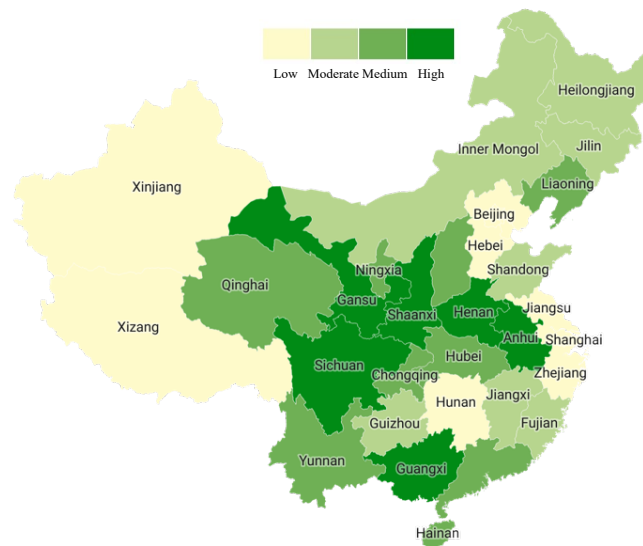 Low Moderate Medium High
Heilongjiang
Jilin
Inner Mongol
Liaoning
Xinjiang
Beijing
Hebei
Ningxia
Shandong
Qinghai
Gansu
Jiangsu
Shaanxi
Henan
Xizang
Anhui
Shanghai
Sichuan
Hubei
Zhejiang
Chongqing
Hunan
Jiangxi
Guizhou
Fujian
Yunnan
Guangxi
Hainan